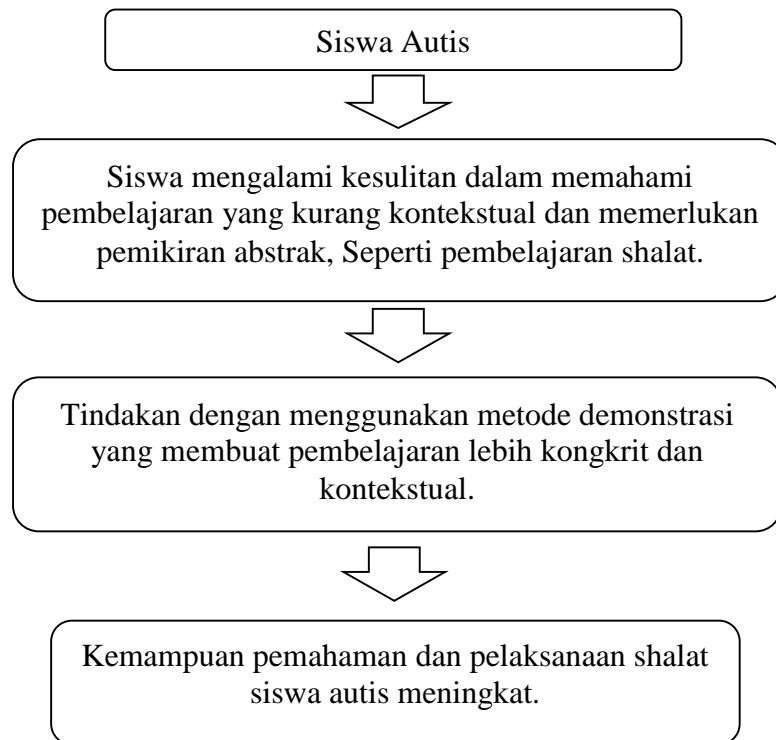 Siswa Autis
Siswa mengalami kesulitan dalam memahami
pembelajaran yang kurang kontekstual dan memerlukan
pemikiran abstrak, Seperti pembelajaran shalat.
Tindakan dengan menggunakan metode demonstrasi
yang membuat pembelajaran lebih kongkrit dan
kontekstual.
Kemampuan pemahaman dan pelaksanaan shalat
siswa autis meningkat.